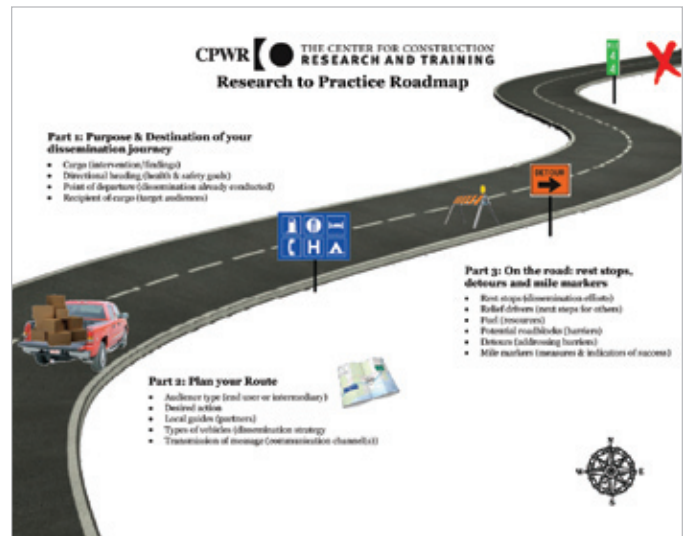 CPWR THE CENTER FOR CONSTRUCTION
RESEARCH AND TRAINING
Research to Practice Roadmap
Part 1: Purpose & Destination of your
dissemination journey
• Cargo (intervention/findings)
• Directional heading (health & safety goals)
• Point of departure (dissemination already conducted)
• Recipient of cargo (target audiences)
DETOUR
H
Part 3: On the road: rest stops,
detours and mile markers
• Rest stops (dissemination efforts)
• Relief drivers (next steps for others)
• Fuel (resources)
• Potential roadblocks (barriers)
• Detours (addressing barriers)
• Mile markers (measures & indicators of success)
Part 2: Plan your Route
• Audience type (end user or intermediary)
• Desired action
• Local guides (partners)
• Types of vehicles (dissemination strategy
• Transmission of message (communication channel(s))
N
W E
S